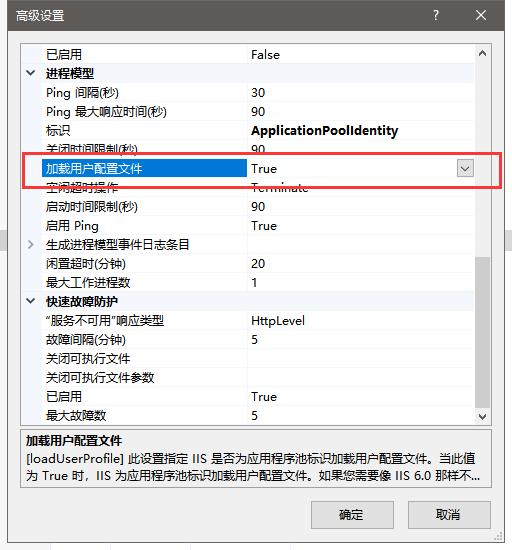 高级设置
已启用 False
进程模型
Ping 间隔(秒) 30
Ping 最大响应时间(秒) 90
标识 ApplicationPoolIdentity
关闭时间限制(秒) 90
加载用户配置文件 True
空闲超时操作 Terminate
启动时间限制(秒) 90
启用 Ping True
生成进程模型事件日志条目
闲置超时(分钟) 20
最大工作进程数 1
快速故障防护
“服务不可用”响应类型 HttpLevel
故障间隔(分钟) 5
关闭可执行文件
关闭可执行文件参数
已启用 True
最大故障数 5
加载用户配置文件
[loadUserProfile] 此设置指定 IIS 是否为应用程序池标识加载用户配置文件。当此值
为 True 时，IIS 为应用程序池标识加载用户配置文件。如果您需要像 IIS 6.0 那样不...
确定 取消